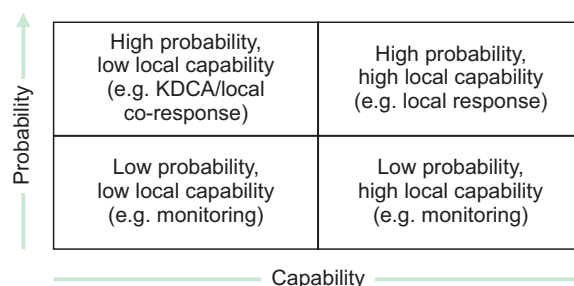 Probability
High probability,
low local capability
(e.g. KDCA/local
co-response)
High probability,
high local capability
(e.g. local response)
Low probability,
low local capability
(e.g. monitoring)
Low probability,
high local capability
(e.g. monitoring)
Capability